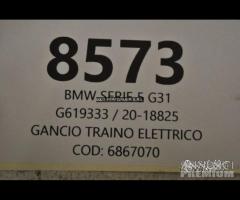 8573
BMW SERIE 5 G31
G619333 / 20-18825
GANCIO TRAINO ELETTRICO
COD: 6867070